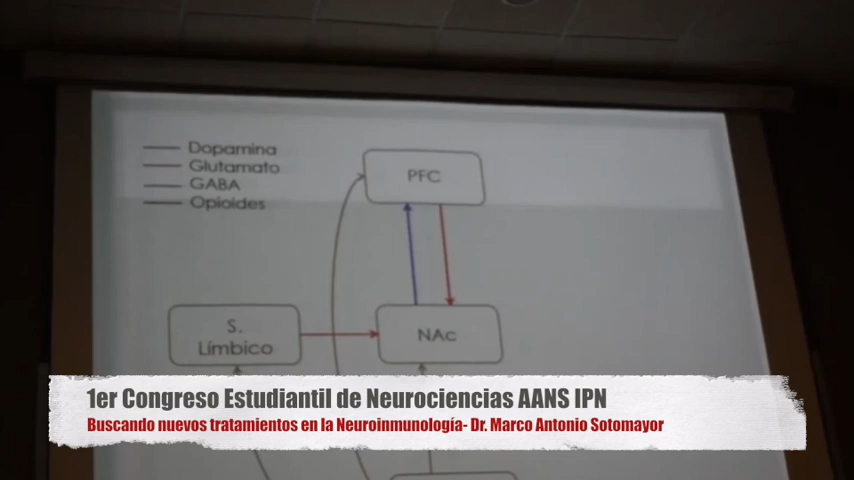 Dopamina
Glutamato
GABA
Opioides
PFC
S.
Límbico
NAc
1er Congreso Estudiantil de Neurociencias AANS IPN
Buscando nuevos tratamientos en la Neuroinmunología- Dr. Marco Antonio Sotomayor